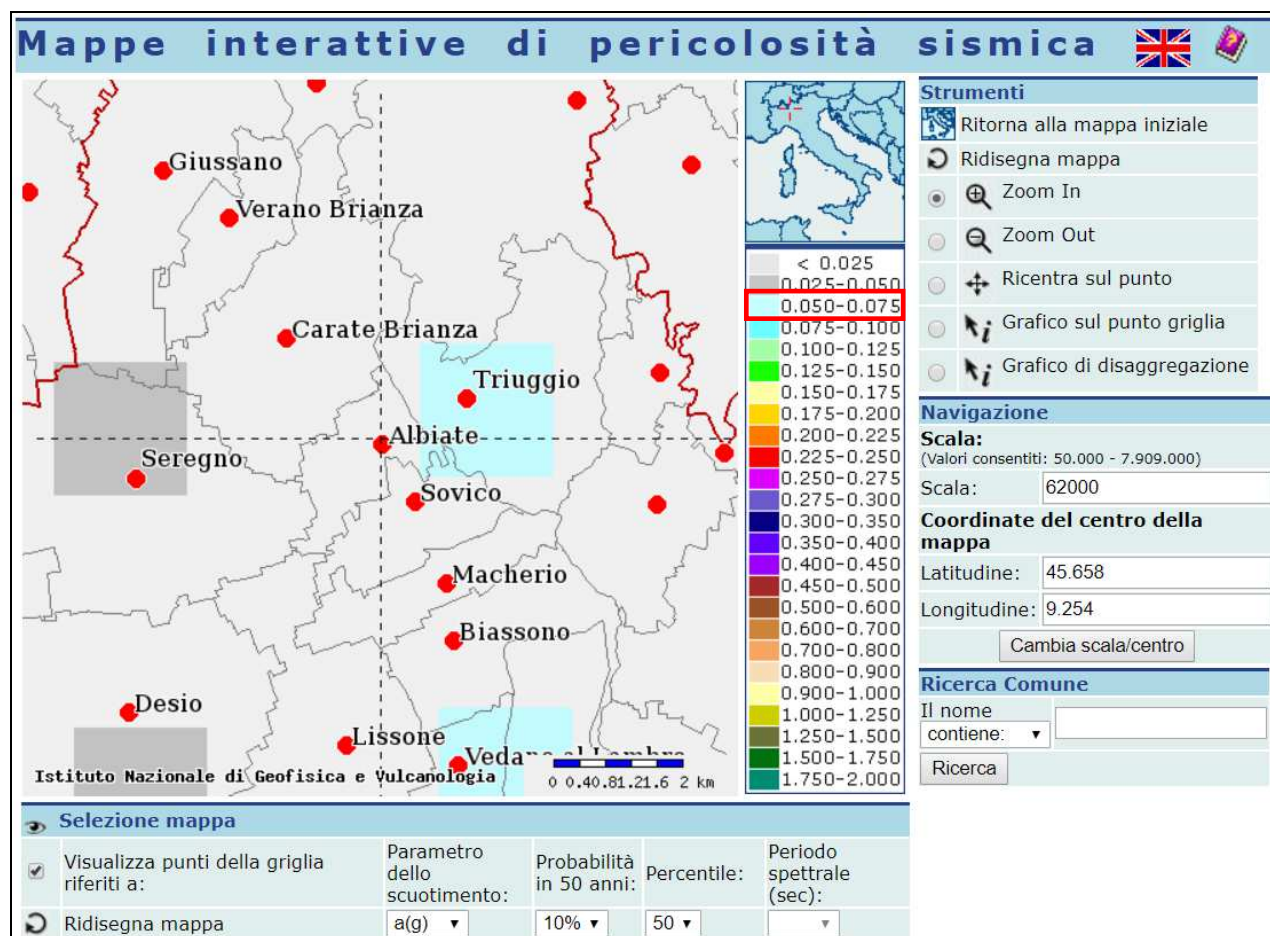 Mappe interattive di pericolosità sismica
Giussano
Verano Brianza
Carate Brianza
Triuggio
Albiate
Seregno
Sovico
Macherio
Biassono
Desio
Lissone
Vedano al Lambro
Istituto Nazionale di Geofisica e Vulcanologia
0 0.40.81.21.6 2 km
< 0.025
0.025-0.050
0.050-0.075
0.075-0.100
0.100-0.125
0.125-0.150
0.150-0.175
0.175-0.200
0.200-0.225
0.225-0.250
0.250-0.275
0.275-0.300
0.300-0.350
0.350-0.400
0.400-0.450
0.450-0.500
0.500-0.600
0.600-0.700
0.700-0.800
0.800-0.900
0.900-1.000
1.000-1.250
1.250-1.500
1.500-1.750
1.750-2.000
Strumenti
Ritorna alla mappa iniziale
Ridisegna mappa
Zoom In
Zoom Out
Ricentra sul punto
Grafico sul punto griglia
Grafico di disaggregazione
Navigazione
Scala:
(Valori consentiti: 50.000 - 7.909.000)
Scala: 62000
Coordinate del centro della
mappa
Latitudine: 45.658
Longitudine: 9.254
Cambia scala/centro
Ricerca Comune
Il nome
contiene:
Ricerca
Selezione mappa
Visualizza punti della griglia
riferiti a:
Parametro
dello
scuotimento:
Probabilità
in 50 anni:
Percentile:
Periodo
spettrale
(sec):
Ridisegna mappa
a(g)
10%
50